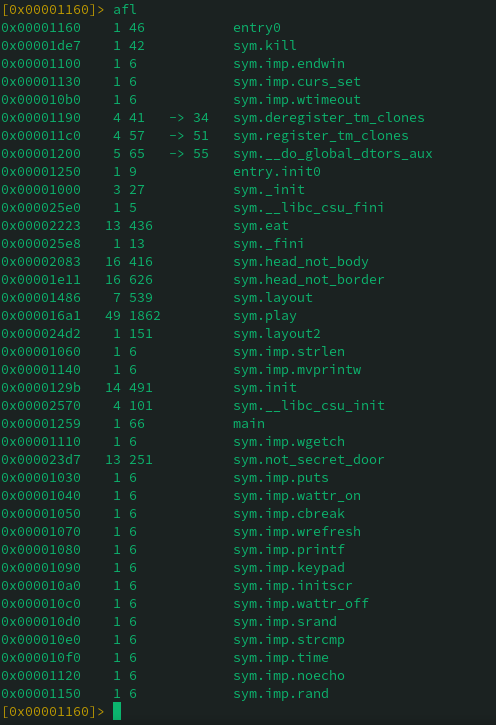 [0x00001160]> afl
0x00001160    1 46           entry0
0x00001de7    1 42           sym.kill
0x00001100    1 6            sym.imp.endwin
0x00001130    1 6            sym.imp.curs_set
0x000010b0    1 6            sym.imp.wtimeout
0x00001190    4 41   -> 34   sym.deregister_tm_clones
0x000011c0    4 57   -> 51   sym.register_tm_clones
0x00001200    5 65   -> 55   sym.__do_global_dtors_aux
0x00001250    1 9            entry.init0
0x00001000    3 27           sym._init
0x000025e0    1 5            sym.__libc_csu_fini
0x00002223   13 436          sym.eat
0x000025e8    1 13           sym._fini
0x00002083   16 416          sym.head_not_body
0x00001e11   16 626          sym.head_not_border
0x00001486    7 539          sym.layout
0x000016a1   49 1862         sym.play
0x000024d2    1 151          sym.layout2
0x00001060    1 6            sym.imp.strlen
0x00001140    1 6            sym.imp.mvprintw
0x0000129b   14 491          sym.init
0x00002570    4 101          sym.__libc_csu_init
0x00001259    1 66           main
0x00001110    1 6            sym.imp.wgetch
0x000023d7   13 251          sym.not_secret_door
0x00001030    1 6            sym.imp.puts
0x00001040    1 6            sym.imp.wattr_on
0x00001050    1 6            sym.imp.cbreak
0x00001070    1 6            sym.imp.wrefresh
0x00001080    1 6            sym.imp.printf
0x00001090    1 6            sym.imp.keypad
0x000010a0    1 6            sym.imp.initscr
0x000010c0    1 6            sym.imp.wattr_off
0x000010d0    1 6            sym.imp.srand
0x000010e0    1 6            sym.imp.strcmp
0x000010f0    1 6            sym.imp.time
0x00001120    1 6            sym.imp.noecho
0x00001150    1 6            sym.imp.rand
[0x00001160]>